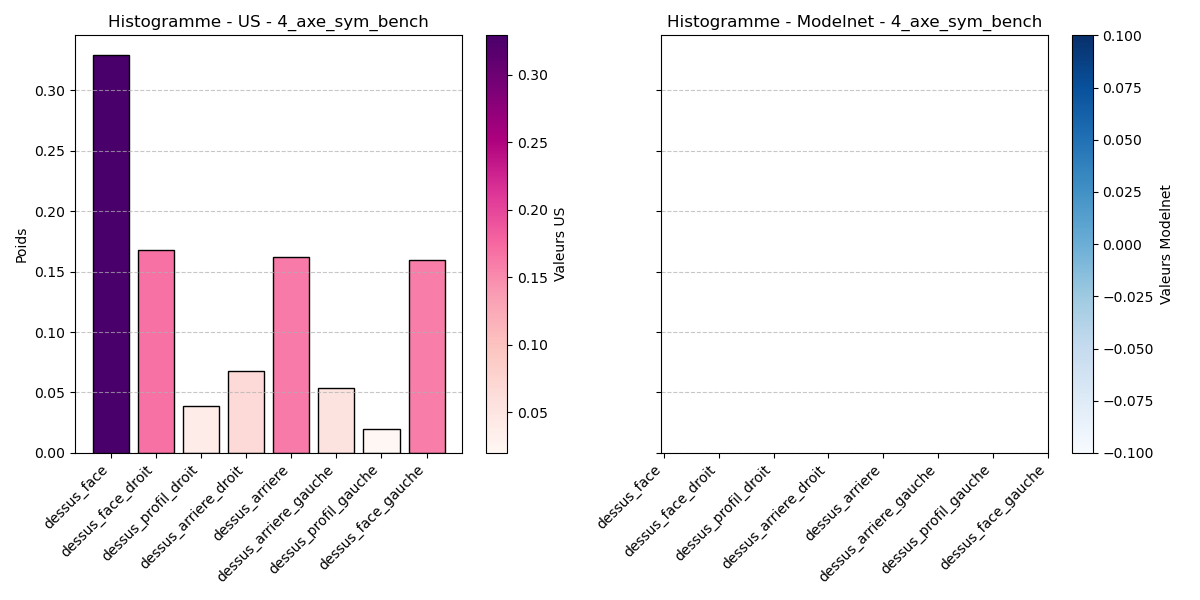 Histogramme - US - 4_axe_sym_bench
Poids
0.30
0.25
0.20
0.15
0.10
0.05
0.00
dessus_face
dessus_face_droit
dessus_profil_droit
dessus_arriere_droit
dessus_arriere
dessus_arriere_gauche
dessus_profil_gauche
dessus_face_gauche
0.30
0.25
0.20
0.15
0.10
0.05
Valeurs US
Histogramme - Modelnet - 4_axe_sym_bench
dessus_face
dessus_face_droit
dessus_profil_droit
dessus_arriere_droit
dessus_arriere
dessus_arriere_gauche
dessus_profil_gauche
dessus_face_gauche
0.100
0.075
0.050
0.025
0.000
−0.025
−0.050
−0.075
−0.100
Valeurs Modelnet